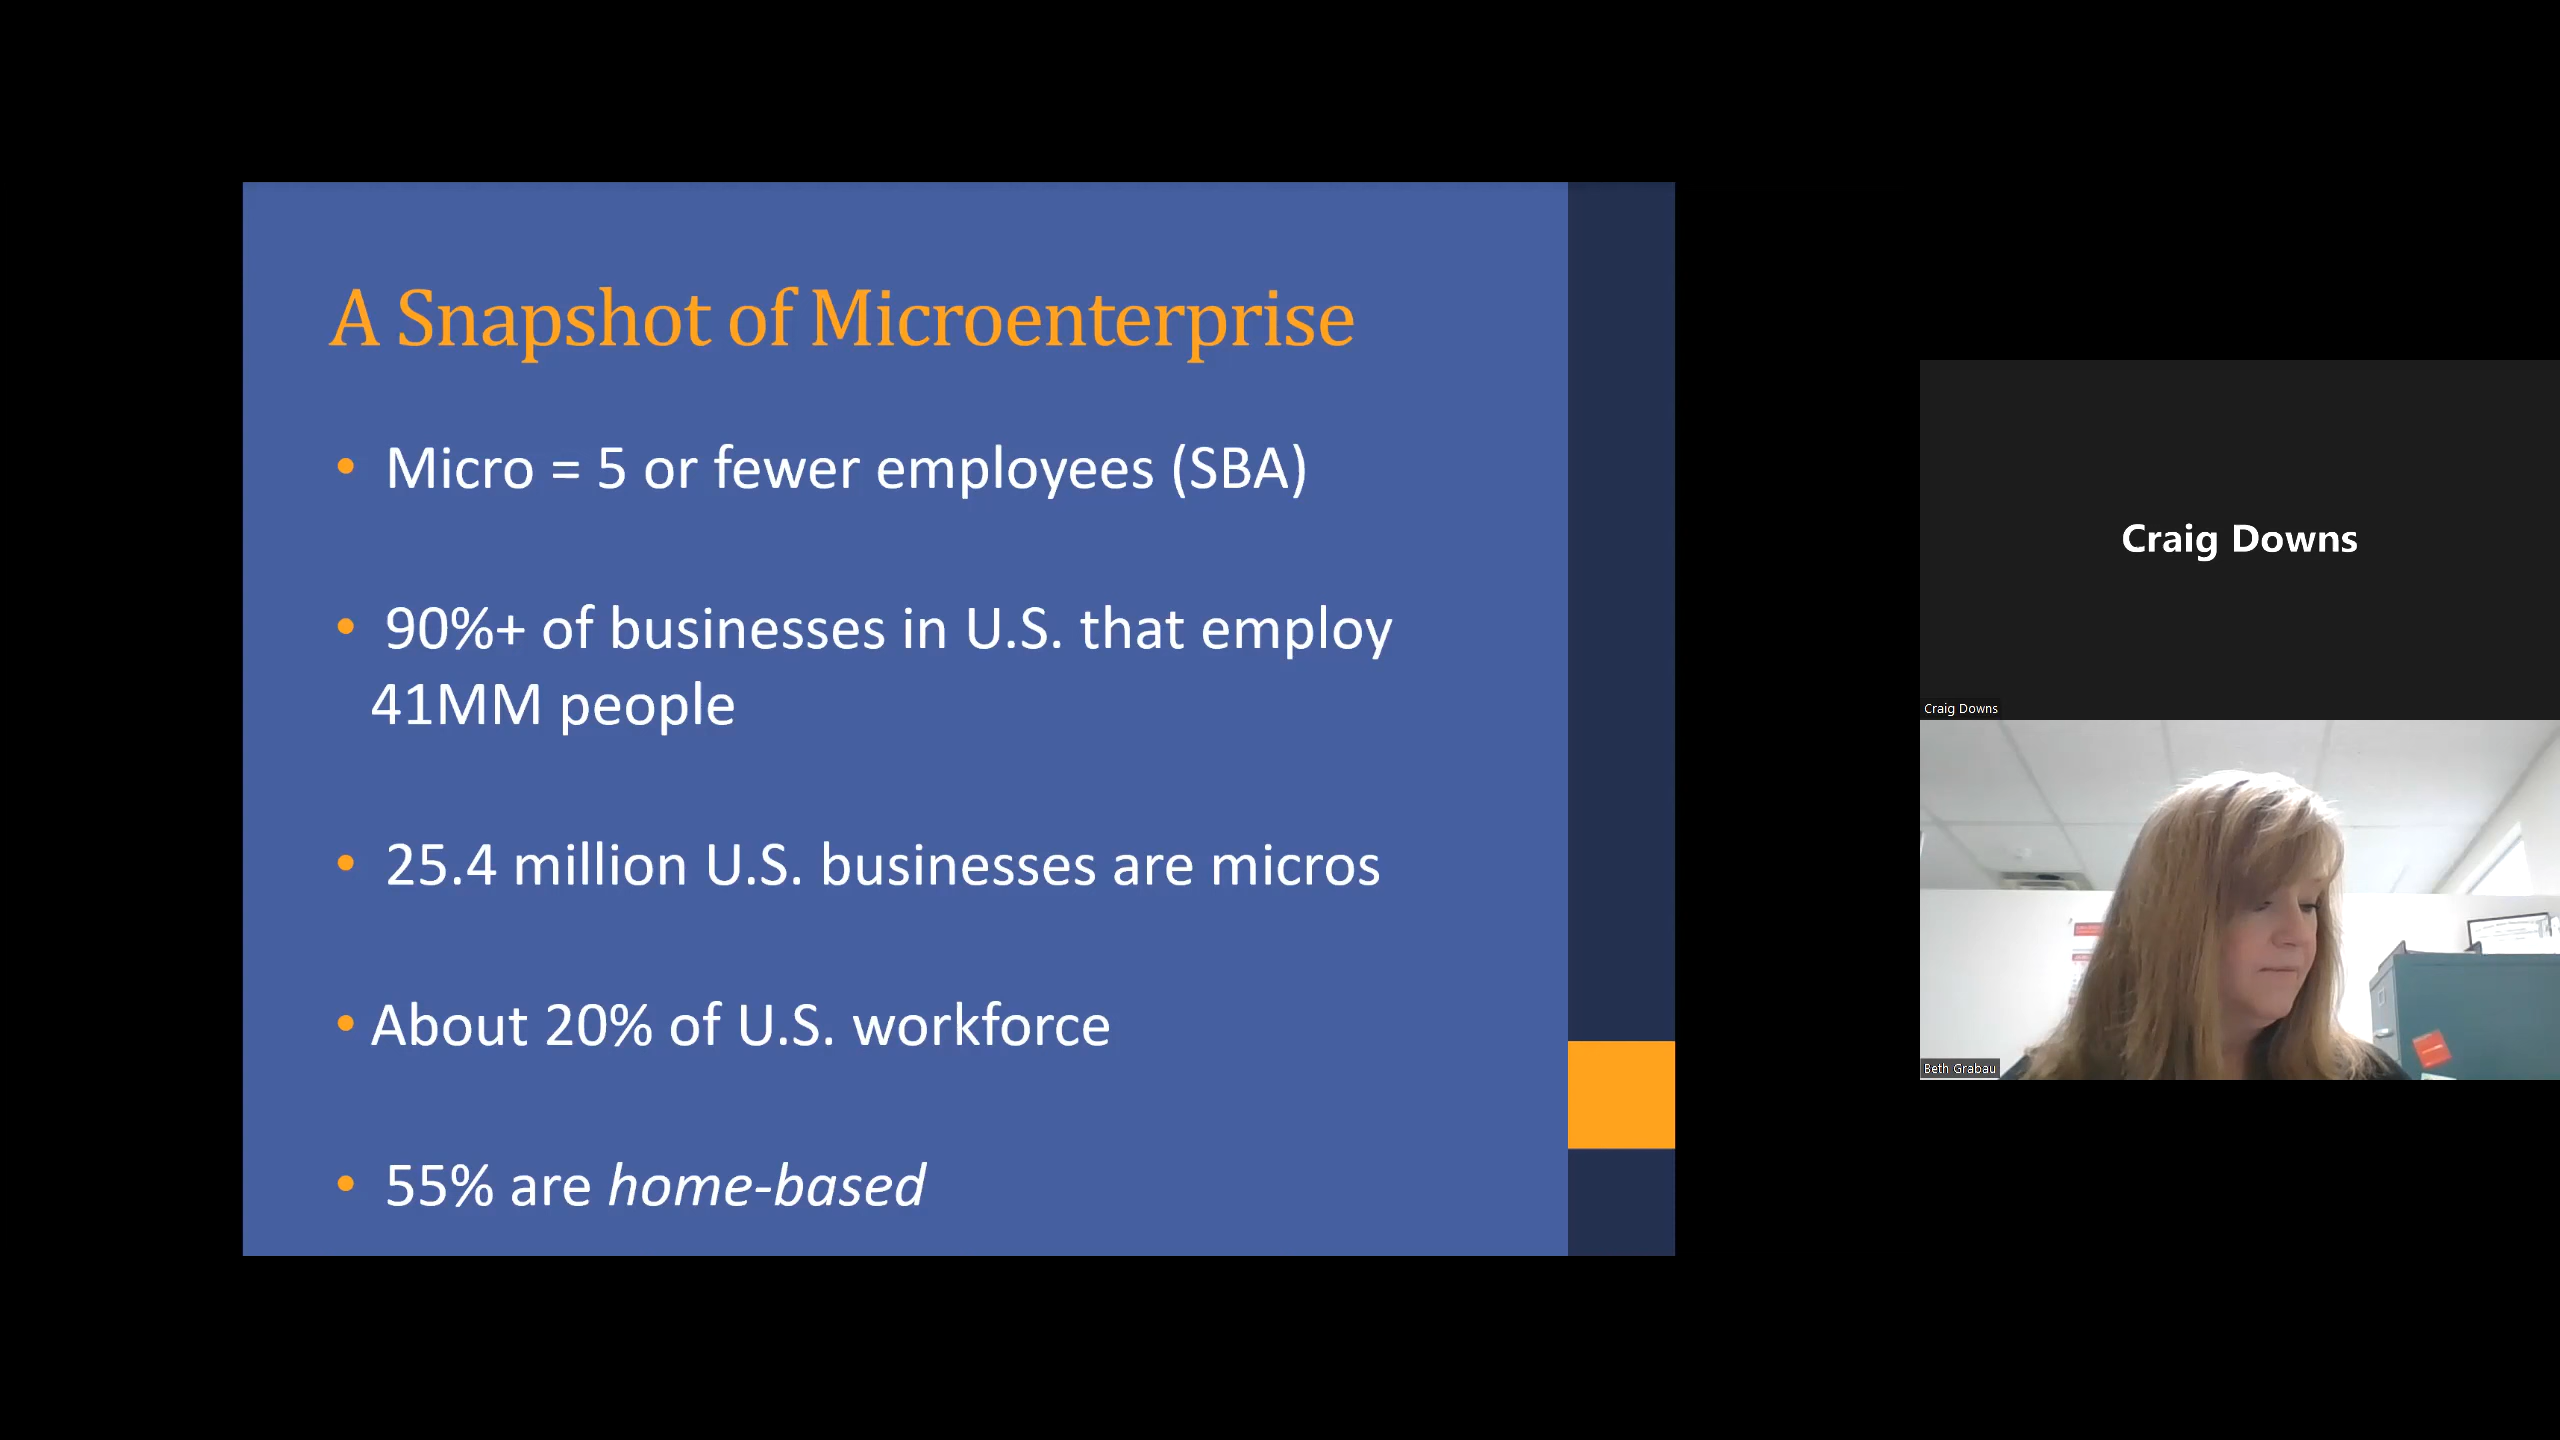 A Snapshot of Microenterprise
• Micro = 5 or fewer employees (SBA)
• 90%+ of businesses in U.S. that employ
41MM people
• 25.4 million U.S. businesses are micros
• About 20% of U.S. workforce
• 55% are home-based
Craig Downs
Craig Downs
Beth Grabau